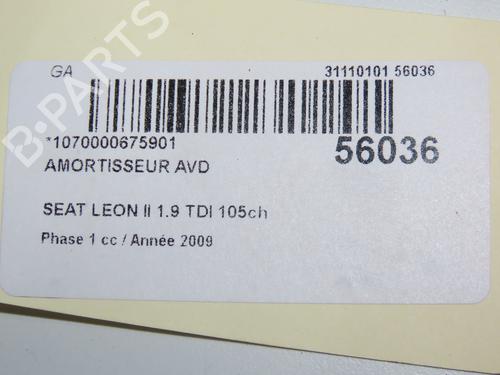 GA 31110101 56036
*1070000675901 56036
AMORTISSEUR AVD
SEAT LEON II 1.9 TDI 105ch
Phase 1 cc / Année 2009
B-PARTS